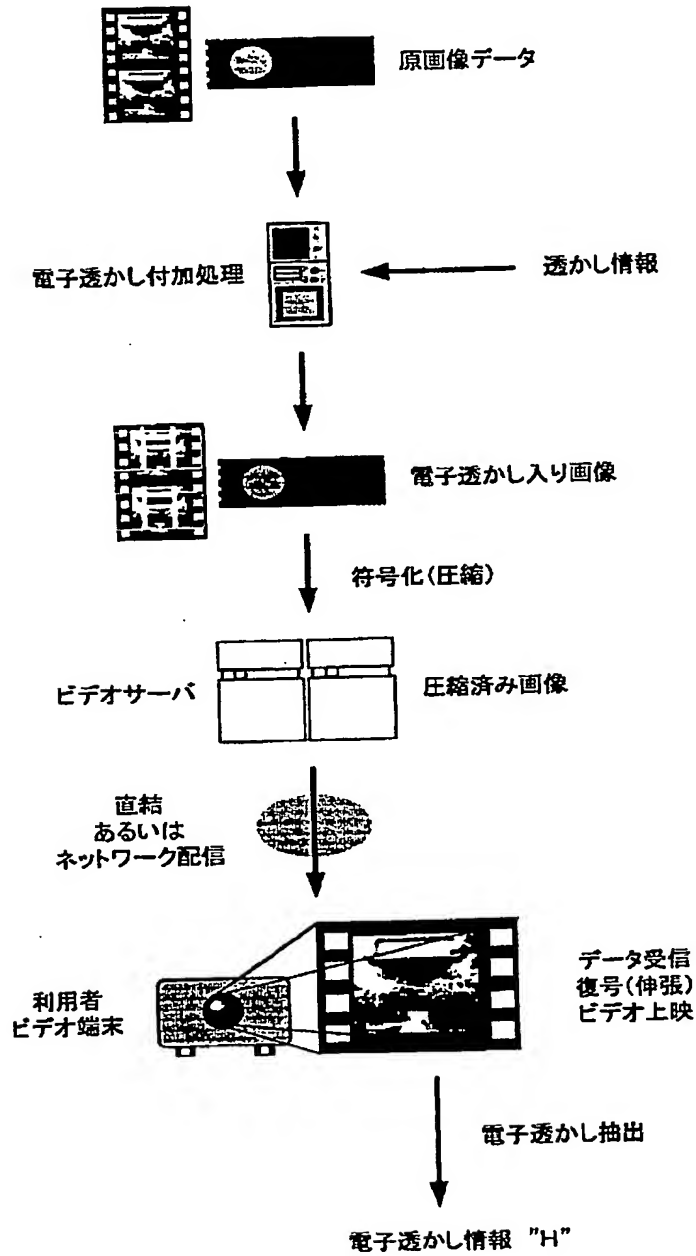 原画像データ
電子透かし付加処理
透かし情報
電子透かし入り画像
符号化(圧縮)
ビデオサーバ
圧縮済み画像
直結
あるいは
ネットワーク配信
利用者
ビデオ端末
データ受信
復号(伸張)
ビデオ上映
電子透かし抽出
電子透かし情報 "H"